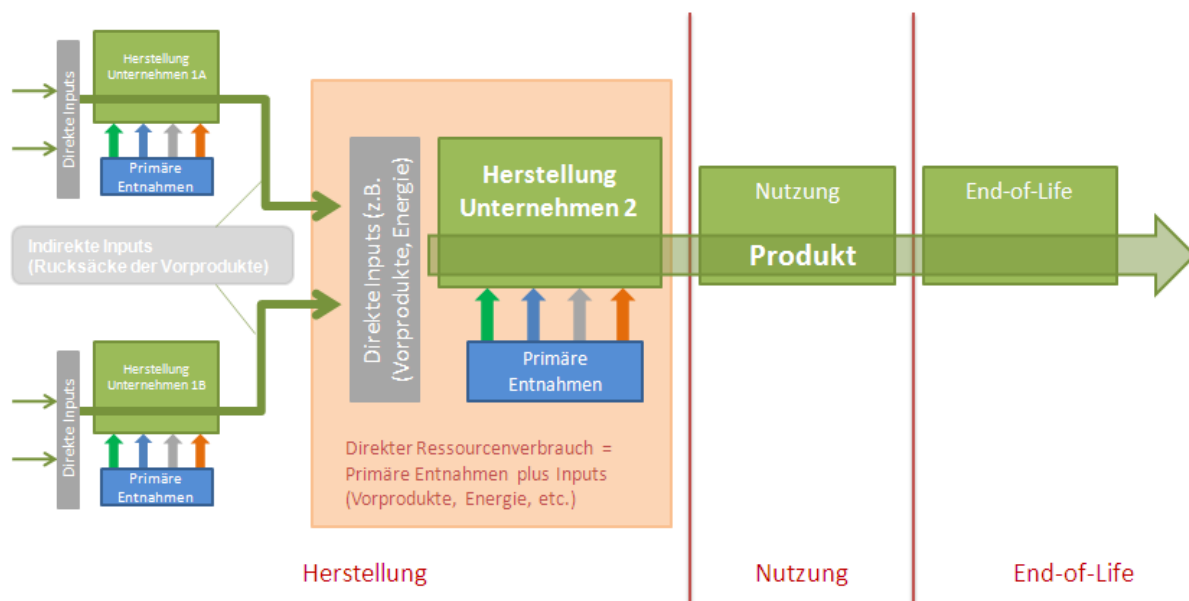 Direkte Inputs
Herstellung
Unternehmen 1A
Primäre
Entnahmen
Indirekte Inputs
(Rucksäcke der Vorprodukte)
Direkte Inputs
Herstellung
Unternehmen 1B
Primäre
Entnahmen
Direkte Inputs (z.B.
Vorprodukte, Energie)
Herstellung
Unternehmen 2
Primäre
Entnahmen
Direkter Ressourcenverbrauch =
Primäre Entnahmen plus Inputs
(Vorprodukte, Energie, etc.)
Nutzung
End-of-Life
Produkt
Herstellung
Nutzung
End-of-Life